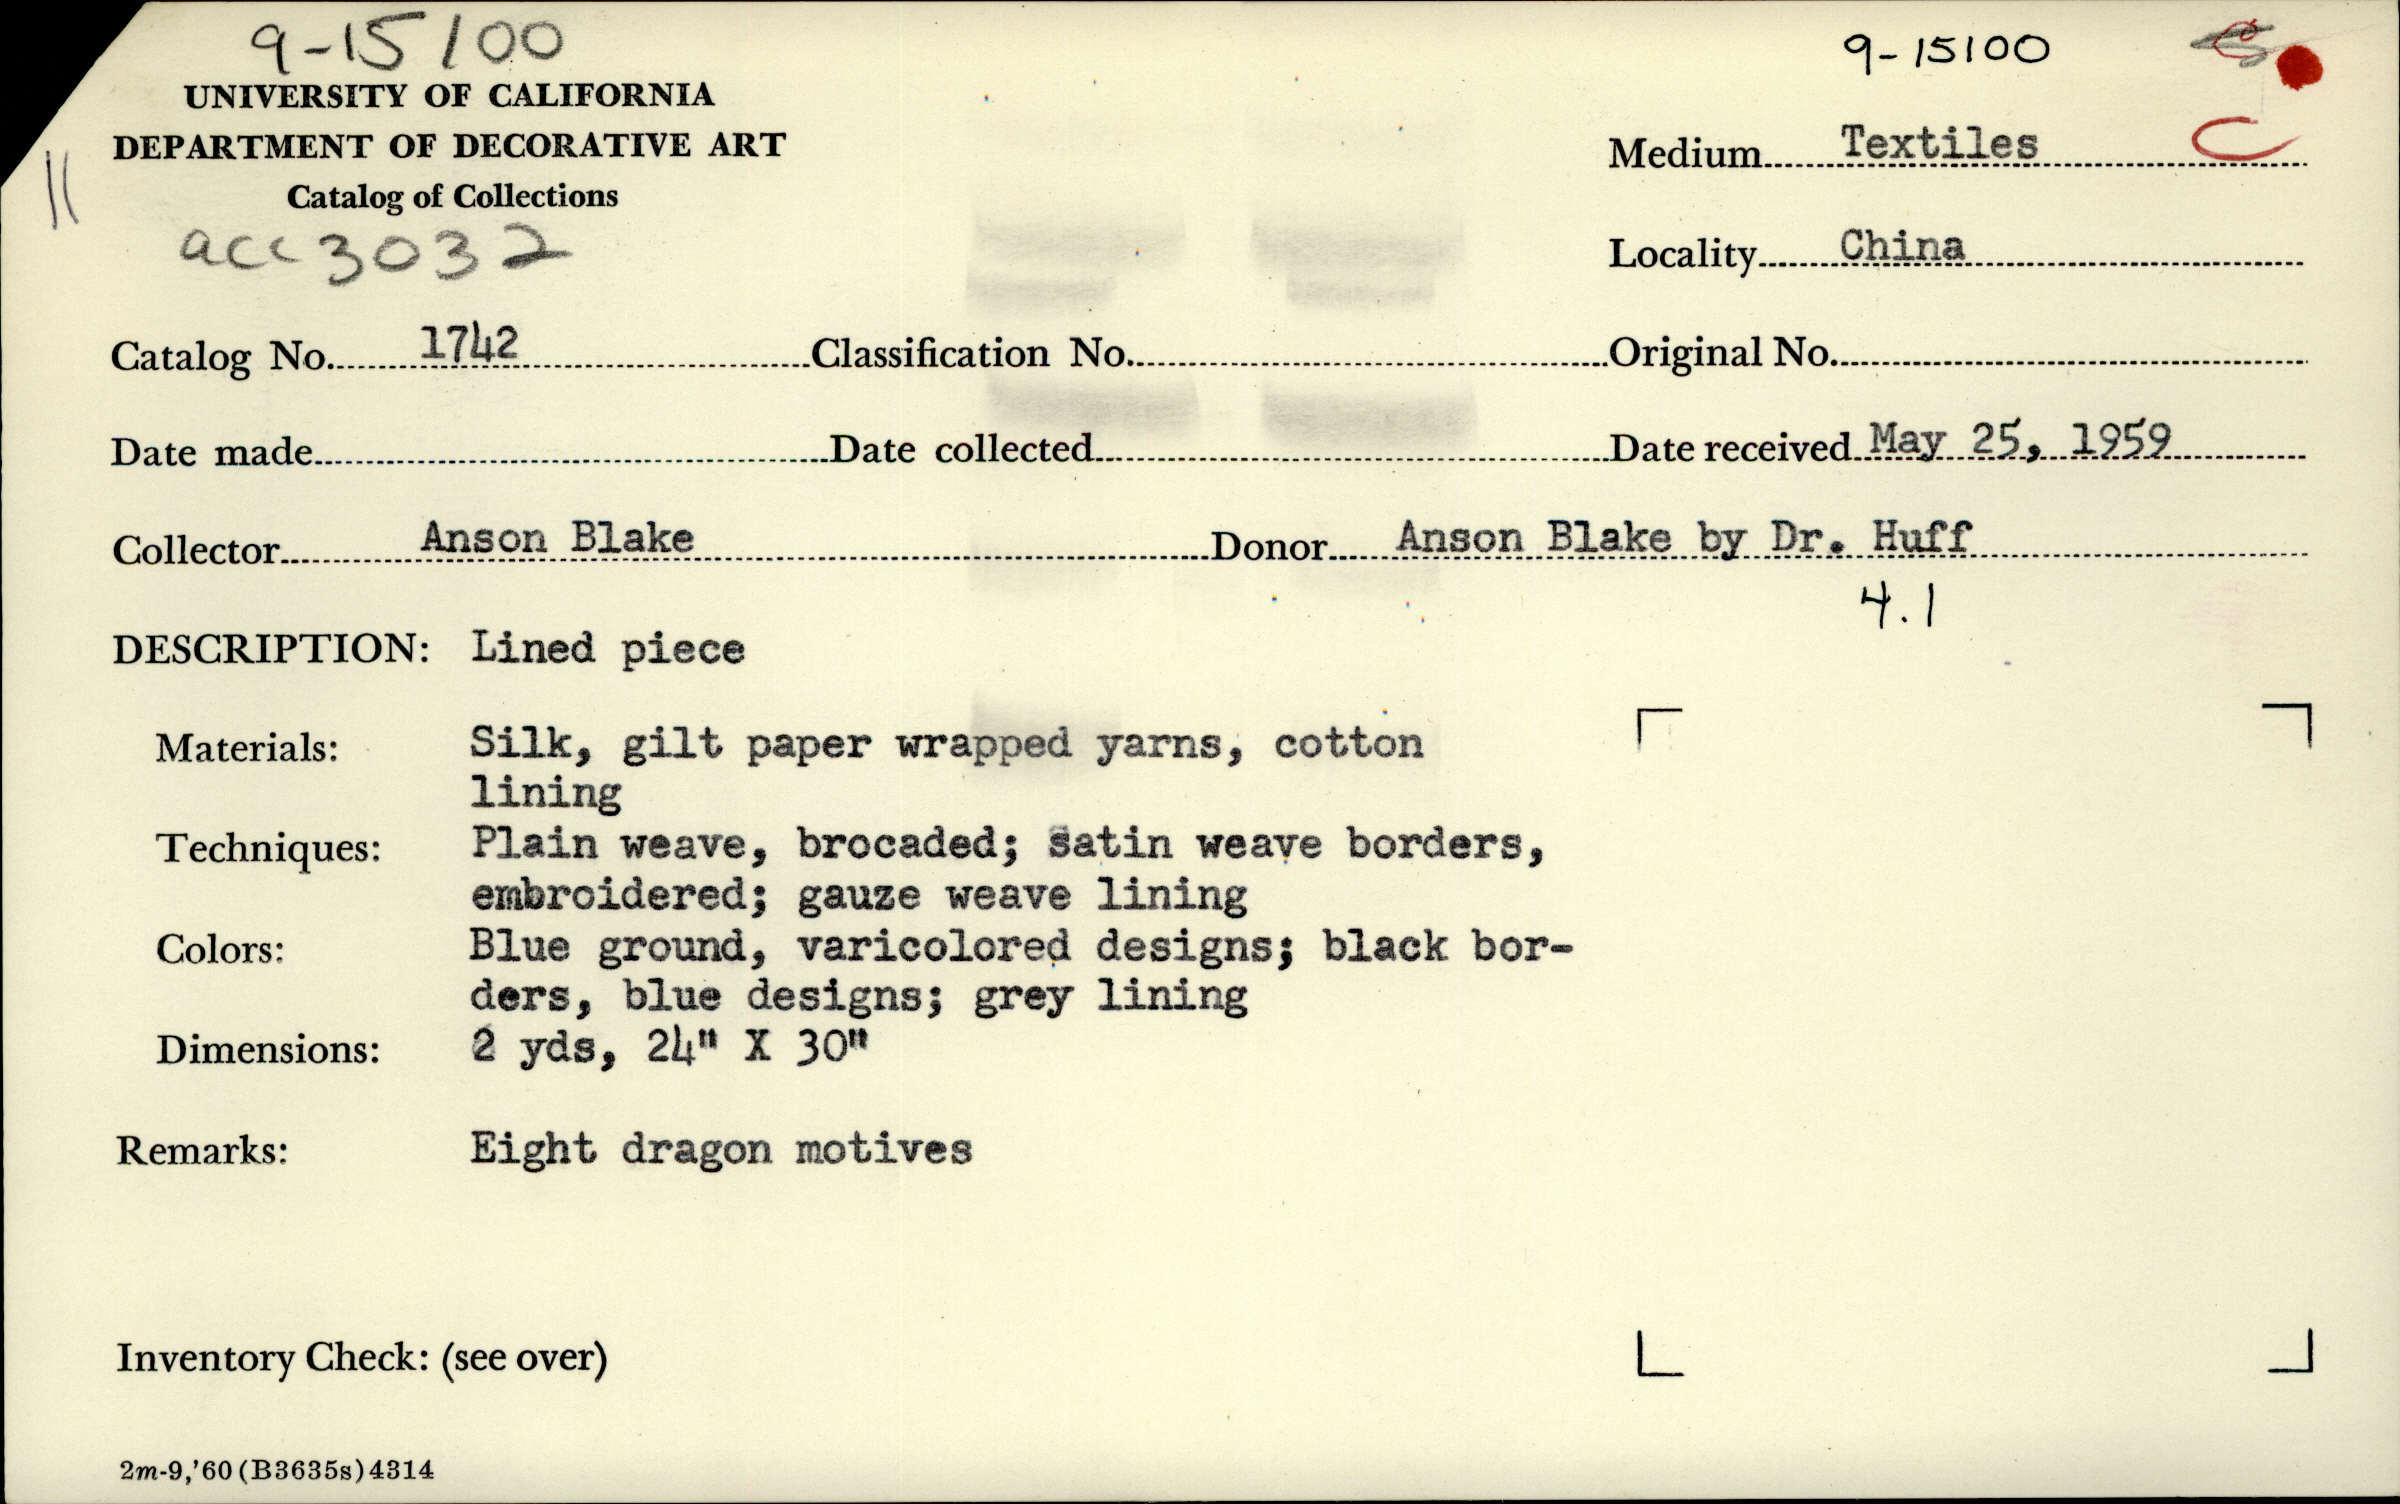 9-15100
9-15100
UNIVERSITY OF CALIFORNIA
DEPARTMENT OF DECORATIVE ART
Catalog of Collections
acc 3032
Medium Textiles C
Locality China
Catalog No. 1742 Classification No. Original No.
Date made Date collected Date received May 25, 1959
Collector Anson Blake Donor Anson Blake by Dr. Huff
4.1
DESCRIPTION: Lined piece
Materials: Silk, gilt paper wrapped yarns, cotton
lining
Techniques: Plain weave, brocaded; satin weave borders,
embroidered; gauze weave lining
Colors: Blue ground, varicolored designs; black bor-
ders, blue designs; grey lining
Dimensions: 2 yds, 24" X 30"
Remarks: Eight dragon motives
Inventory Check: (see over)
2m-9,'60(B3635s)4314